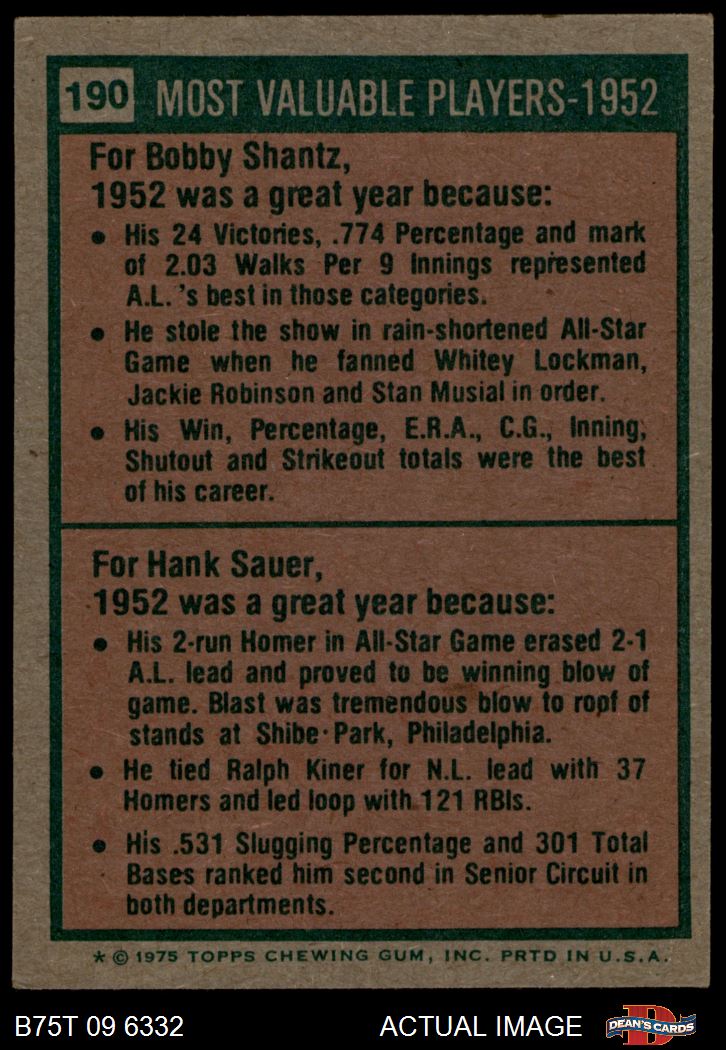 190 MOST VALUABLE PLAYERS-1952
For Bobby Shantz,
1952 was a great year because:
• His 24 Victories, .774 Percentage and mark
of 2.03 Walks Per 9 Innings represented
A.L. 's best in those categories.
• He stole the show in rain-shortened All-Star
Game when he fanned Whitey Lockman,
Jackie Robinson and Stan Musial in order.
• His Win, Percentage, E.R.A., C.G., Inning,
Shutout and Strikeout totals were the best
of his career.
For Hank Sauer,
1952 was a great year because:
• His 2-run Homer in All-Star Game erased 2-1
A.L. lead and proved to be winning blow of
game. Blast was tremendous blow to ropf of
stands at Shibe Park, Philadelphia.
• He tied Ralph Kiner for N.L. lead with 37
Homers and led loop with 121 RBIs.
• His .531 Slugging Percentage and 301 Total
Bases ranked him second in Senior Circuit in
both departments.
* © 1975 TOPPS CHEWING GUM, INC. PRTD IN U.S.A.
B75T 09 6332 ACTUAL IMAGE DEAN'S CARDS